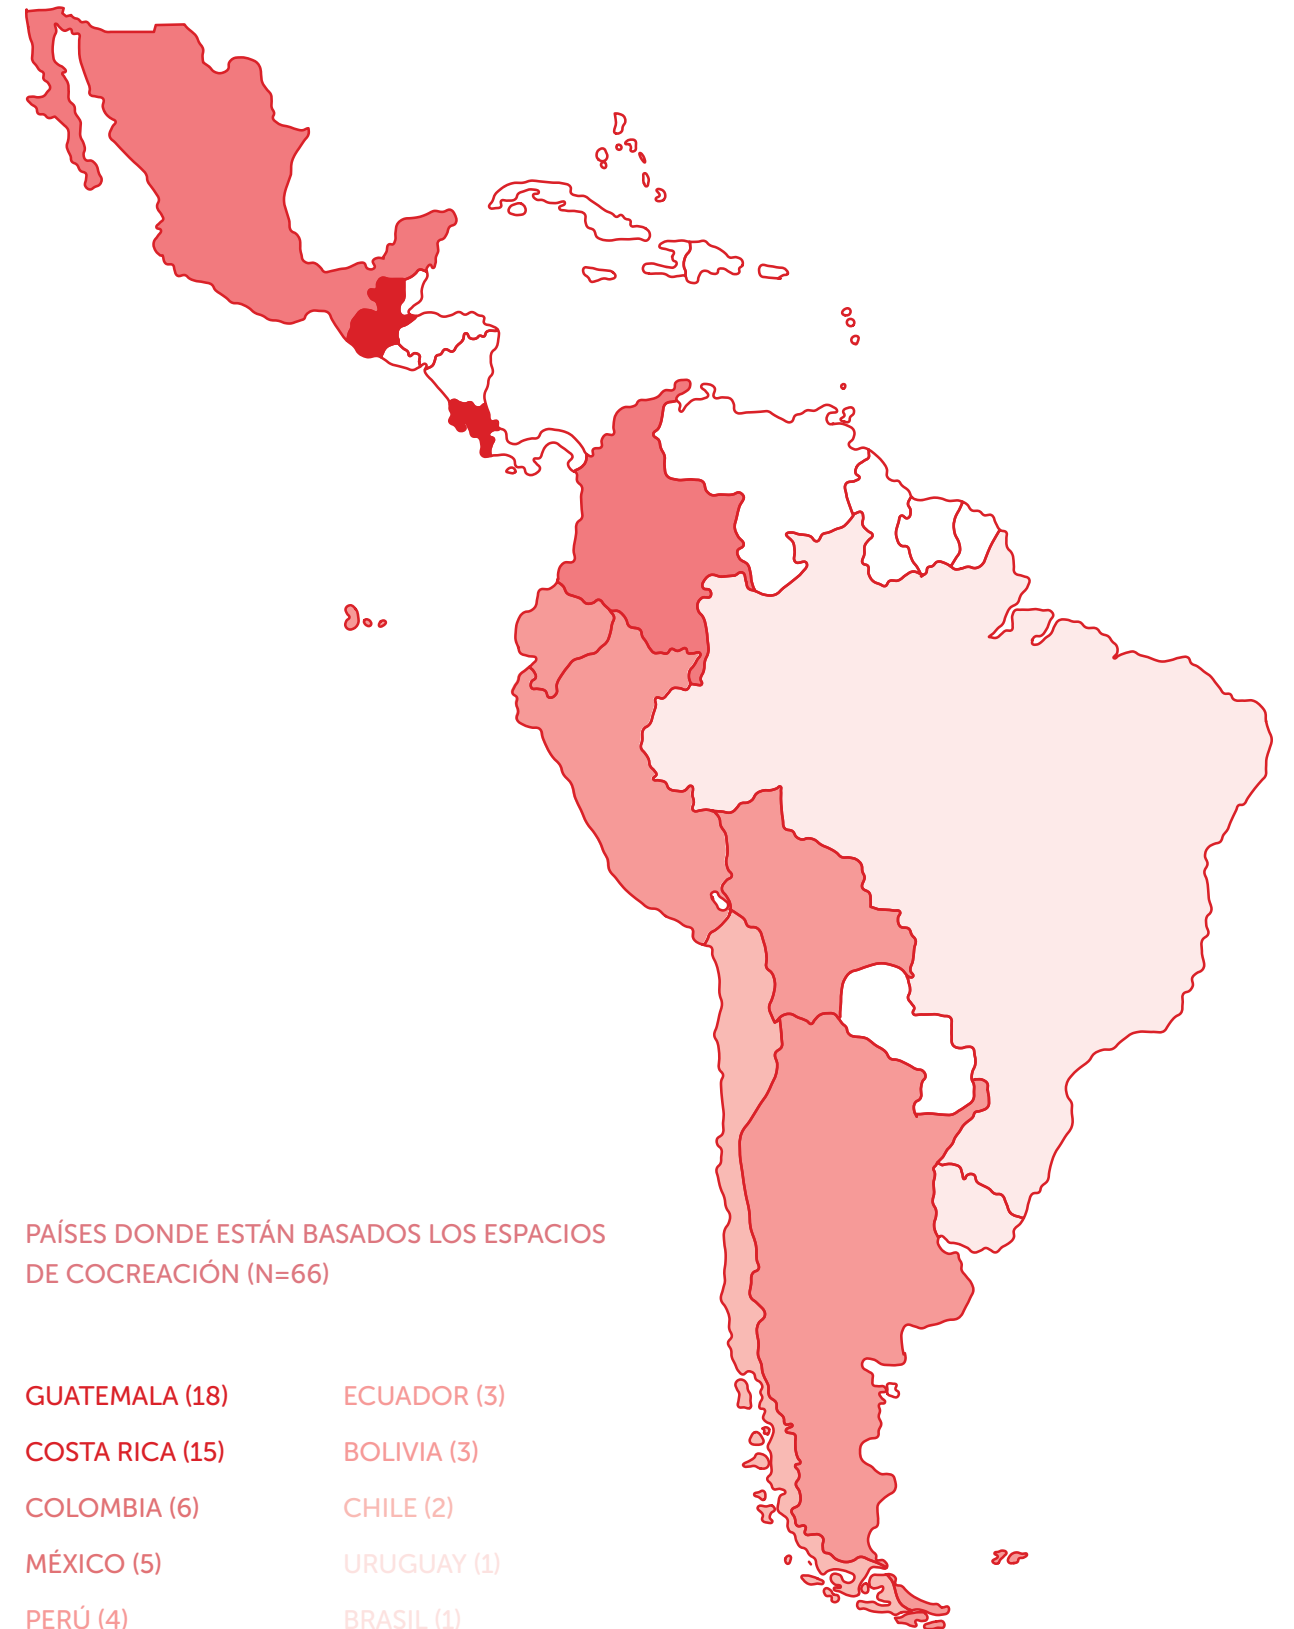 PAÍSES DONDE ESTÁN BASADOS LOS ESPACIOS
DE COCREACIÓN (N=66)
GUATEMALA (18)
COSTA RICA (15)
COLOMBIA (6)
MÉXICO (5)
PERÚ (4)
ECUADOR (3)
BOLIVIA (3)
CHILE (2)
URUGUAY (1)
BRASIL (1)